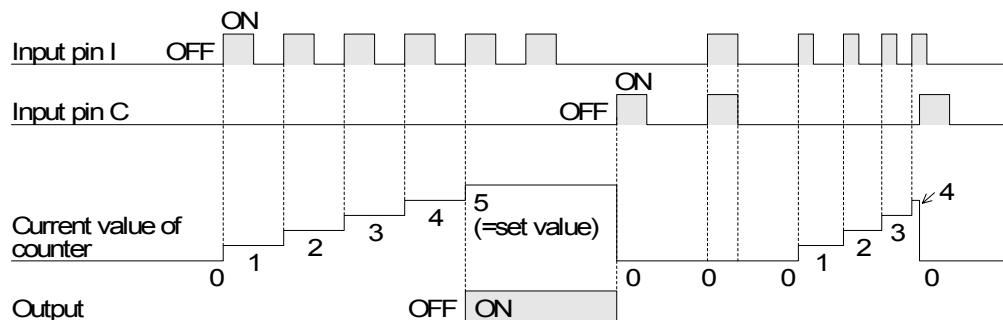 ON
Input pin I OFF
ON
Input pin C OFF
5
4
4
(=set value)
3
3
2
2
Current value of
counter
1
1
0
0
0
0
0
Output OFF ON